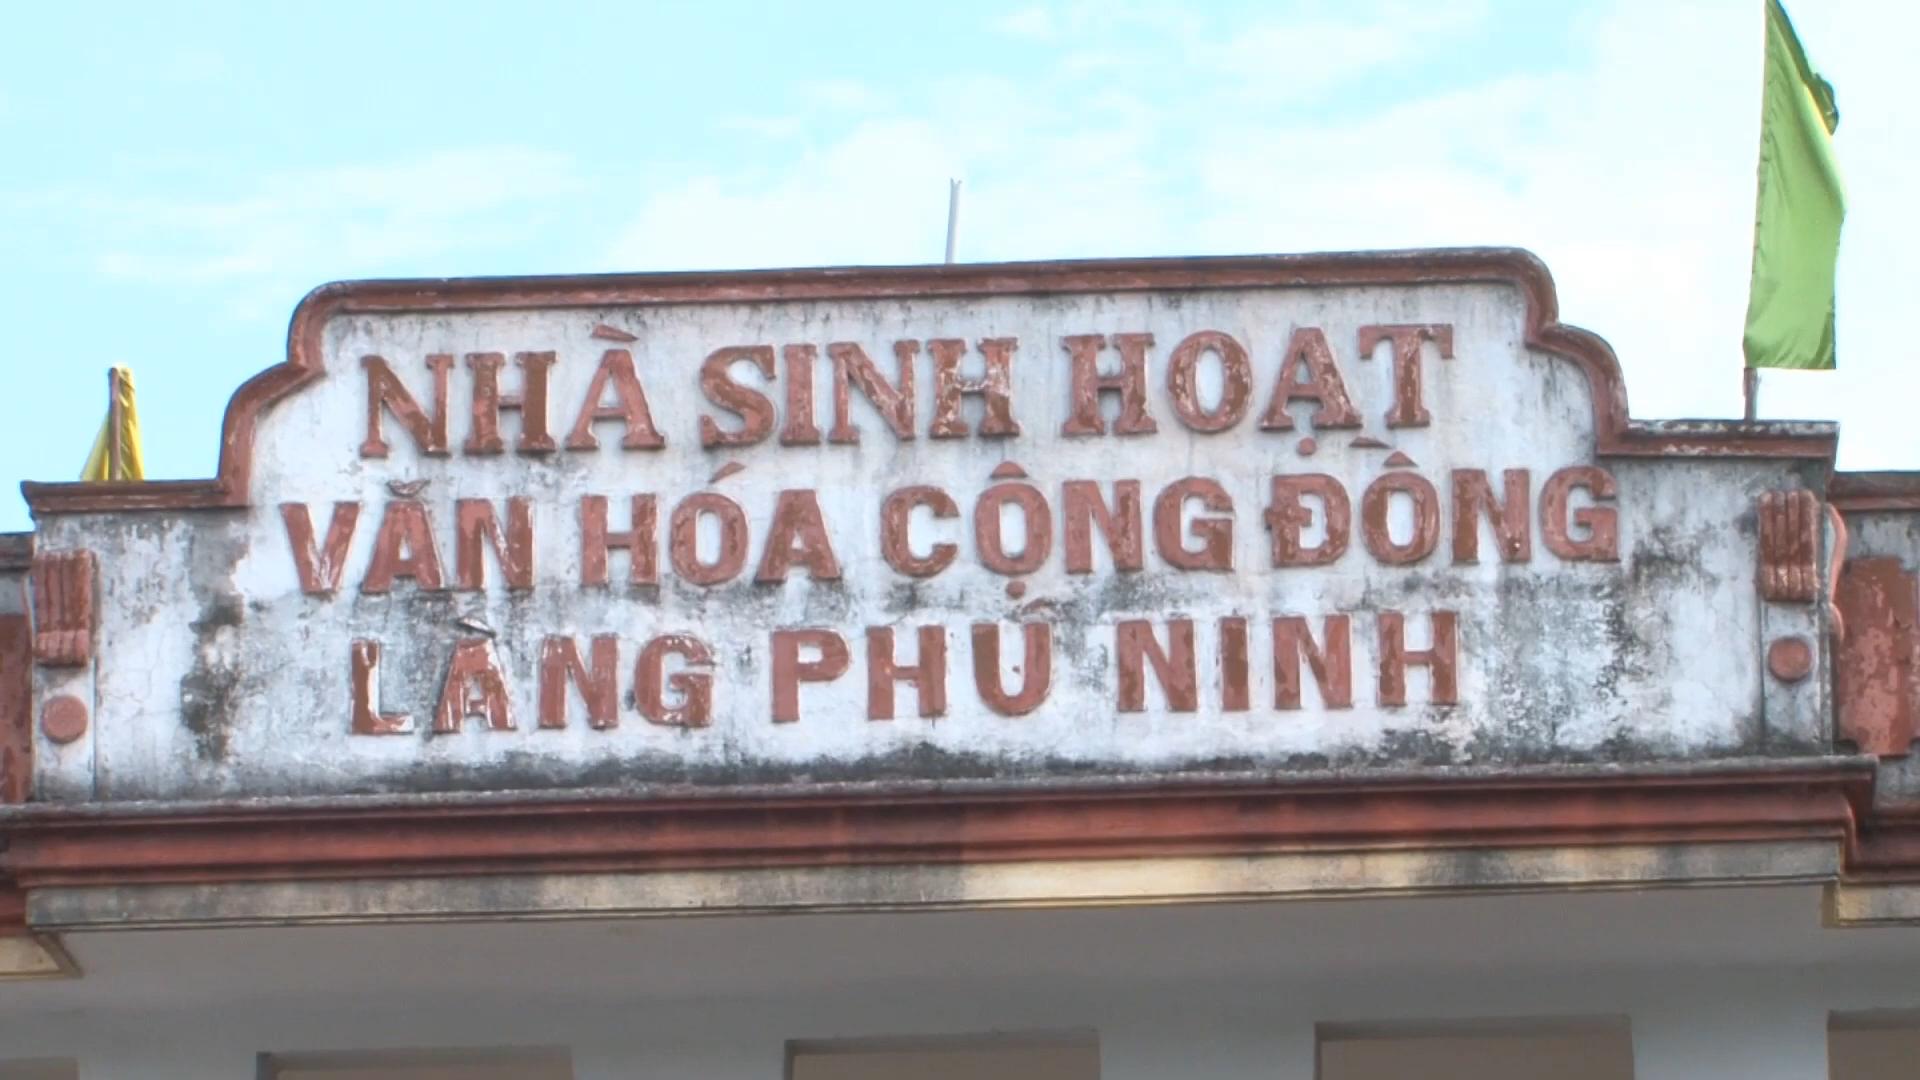 NHÀ SINH HOẠT
VĂN HÓA CỘNG ĐỒNG
LÀNG PHÚ NINH